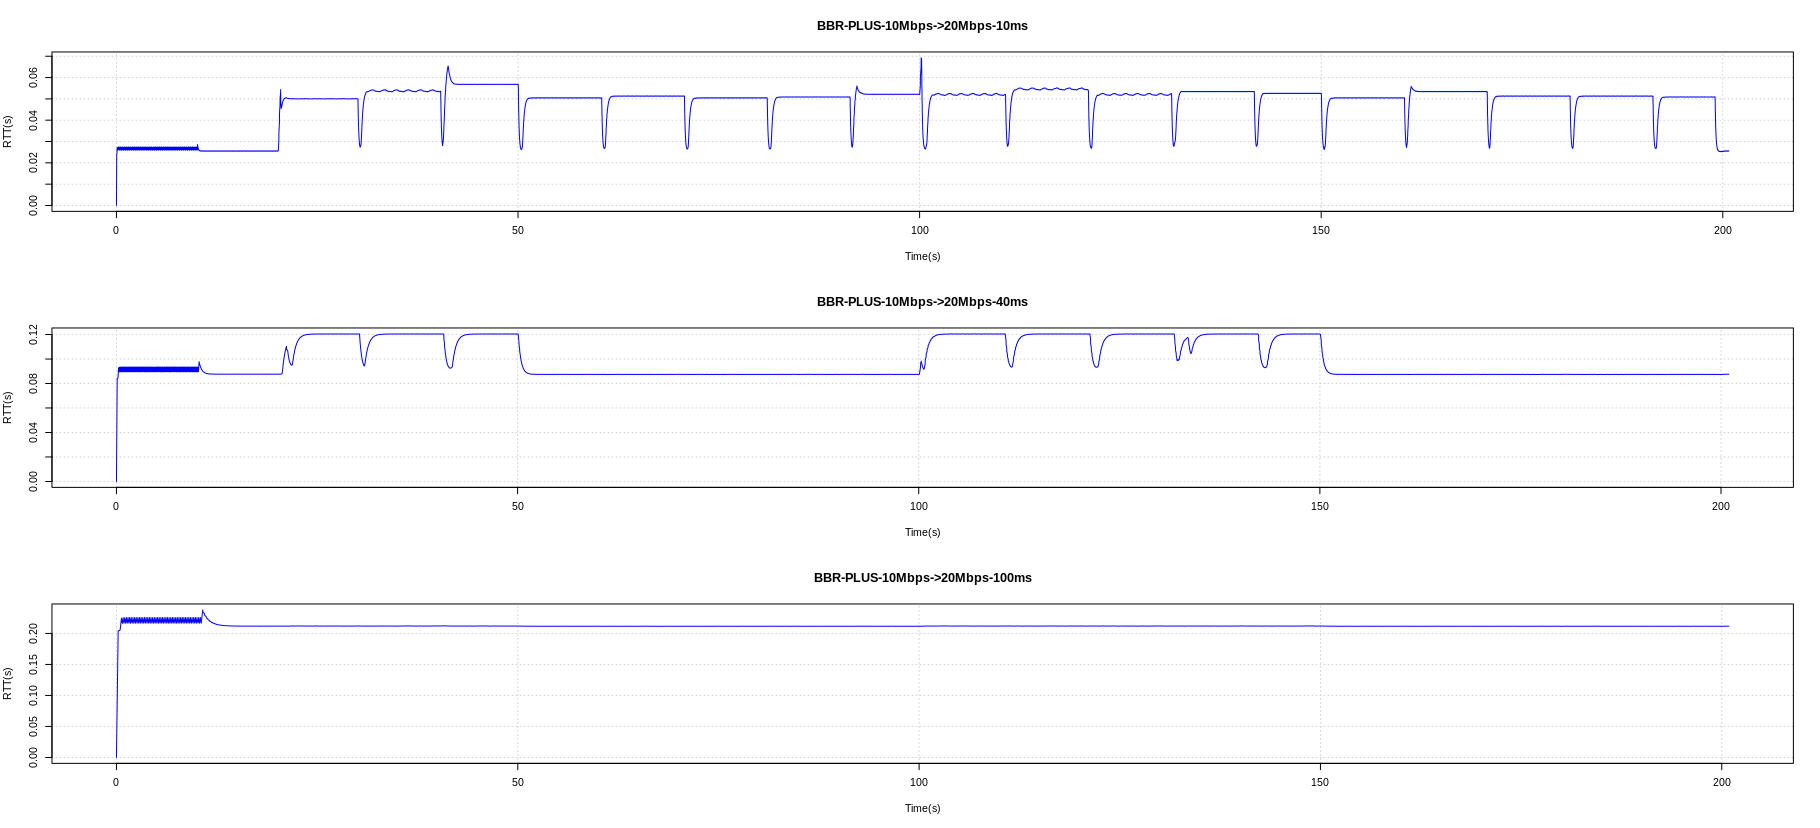 BBR-PLUS-10Mbps->20Mbps-10ms
RTT(s)
0.06
0.04
0.02
0.00
0 50 100 150 200
Time(s)
BBR-PLUS-10Mbps->20Mbps-40ms
RTT(s)
0.12
0.08
0.04
0.00
0 50 100 150 200
Time(s)
BBR-PLUS-10Mbps->20Mbps-100ms
RTT(s)
0.20
0.15
0.10
0.05
0.00
0 50 100 150 200
Time(s)